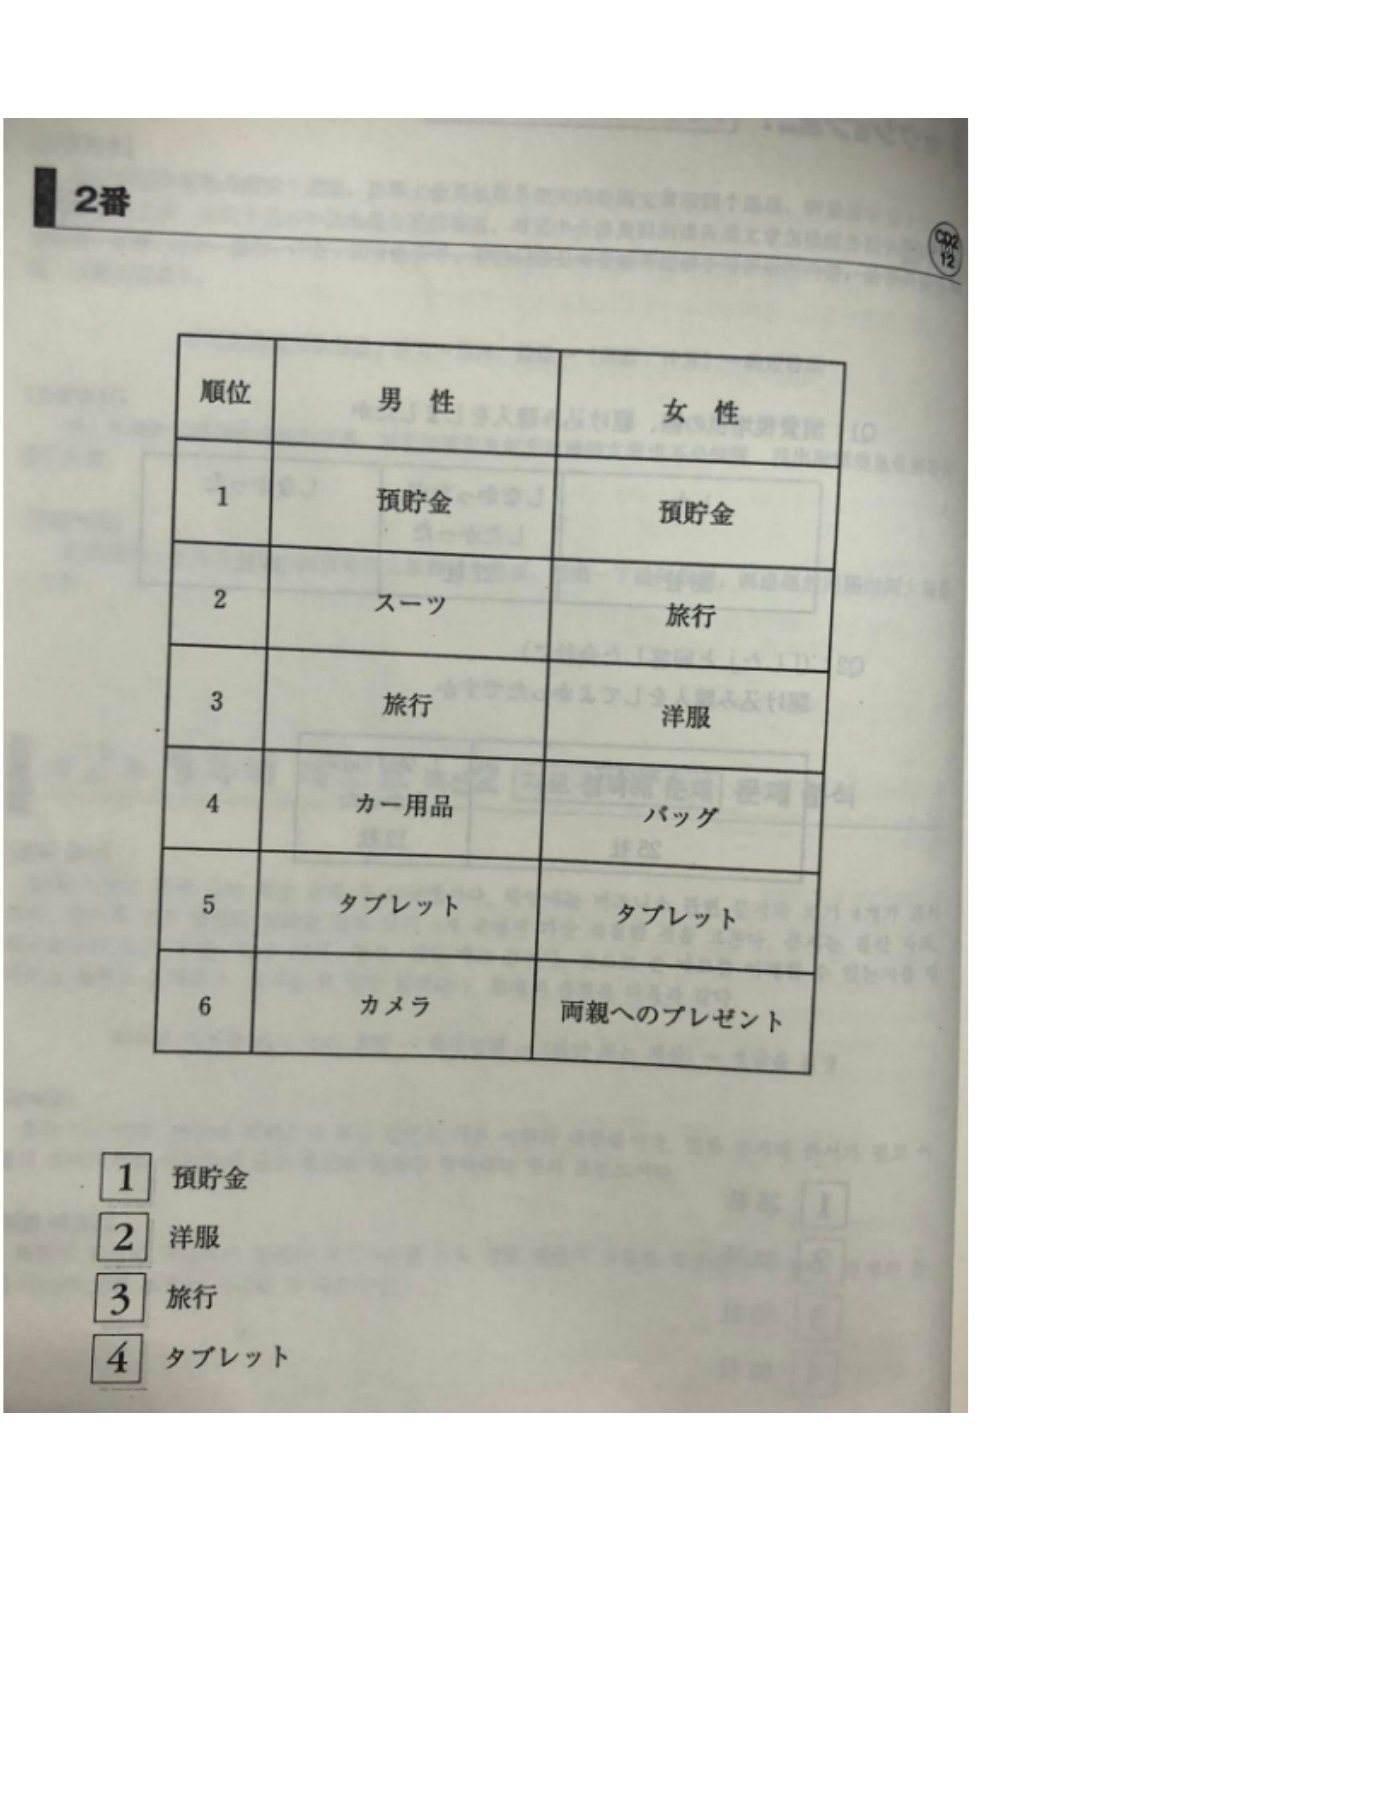 2番
CD2
12
順位 男 性 女 性
1 預貯金 預貯金
2 スーツ 旅行
3 旅行 洋服
4 カー用品 バッグ
5 タブレット タブレット
6 カメラ 両親へのプレゼント
1 預貯金
2 洋服
3 旅行
4 タブレット